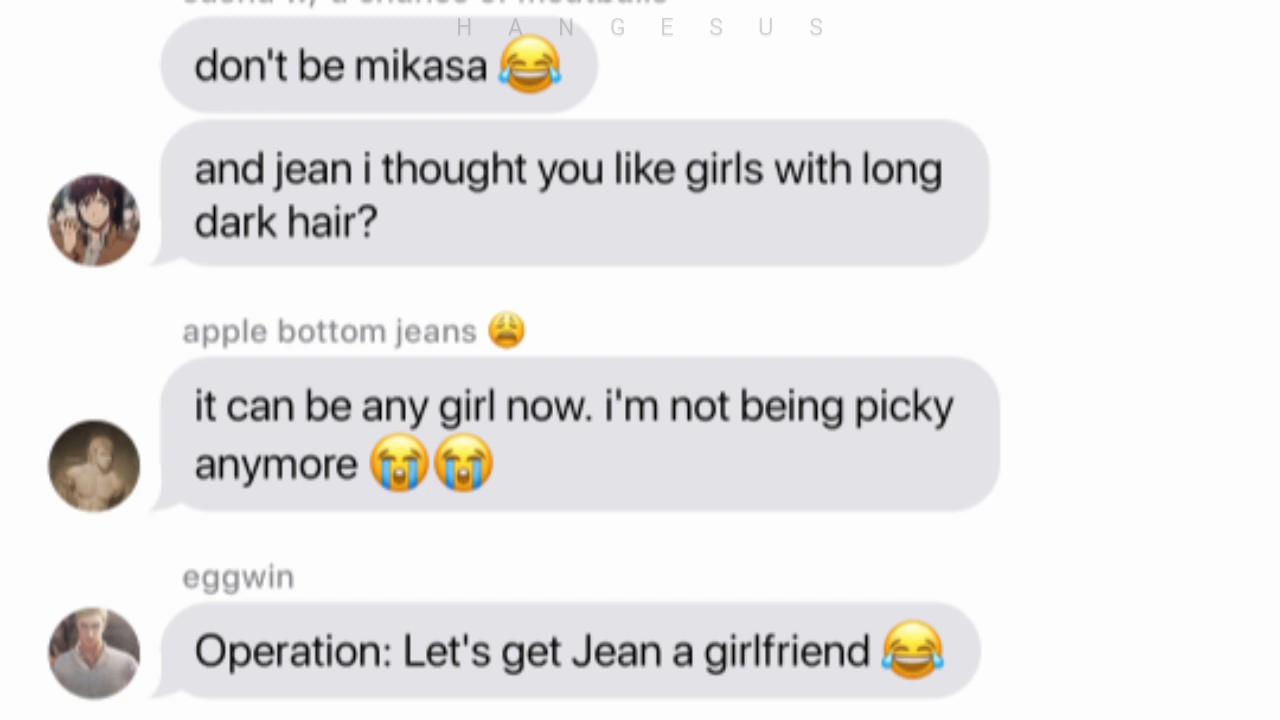 H A N G E S U S
don't be mikasa 😂
and jean i thought you like girls with long
dark hair?
apple bottom jeans 😩
it can be any girl now. i'm not being picky
anymore 😭😭
eggwin
Operation: Let's get Jean a girlfriend 😂